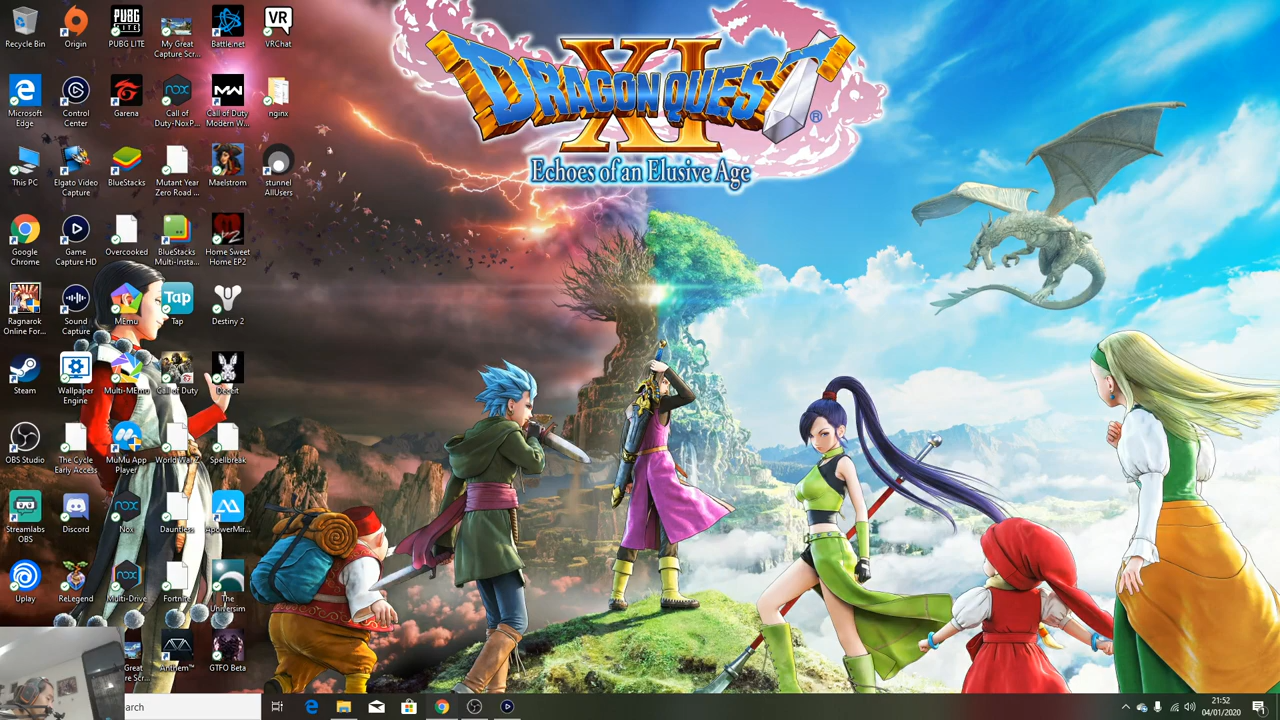 DRAGON QUEST
XI
®
Echoes of an Elusive Age
Recycle Bin
Origin
PUBG LITE
My Great
Capture Scr...
Battle.net
VRChat
Microsoft
Edge
Control
Center
Garena
Call of
Duty-NoxP...
Call of Duty
Modern W...
nginx
This PC
Elgato Video
Capture
BlueStacks
Mutant Year
Zero Road ...
Maelstrom
stunnel
AllUsers
Google
Chrome
Game
Capture HD
Overcooked
BlueStacks
Multi-Insta...
Home Sweet
Home EP2
Ragnarok
Online For...
Sound
Capture
MEmu
Tap
Destiny 2
Steam
Wallpaper
Engine
Multi-MEmu
Call of Duty
Deceit
OBS Studio
The Cycle
Early Access
MuMu App
Player
World War Z
Spellbreak
Streamlabs
OBS
Discord
Nox
Dauntless
ApowerMir...
Uplay
ReLegend
Multi-Drive
Fortnite
The
Universim
Great
re Scr...
Anthem™
GTFO Beta
arch
21:52
04/01/2020